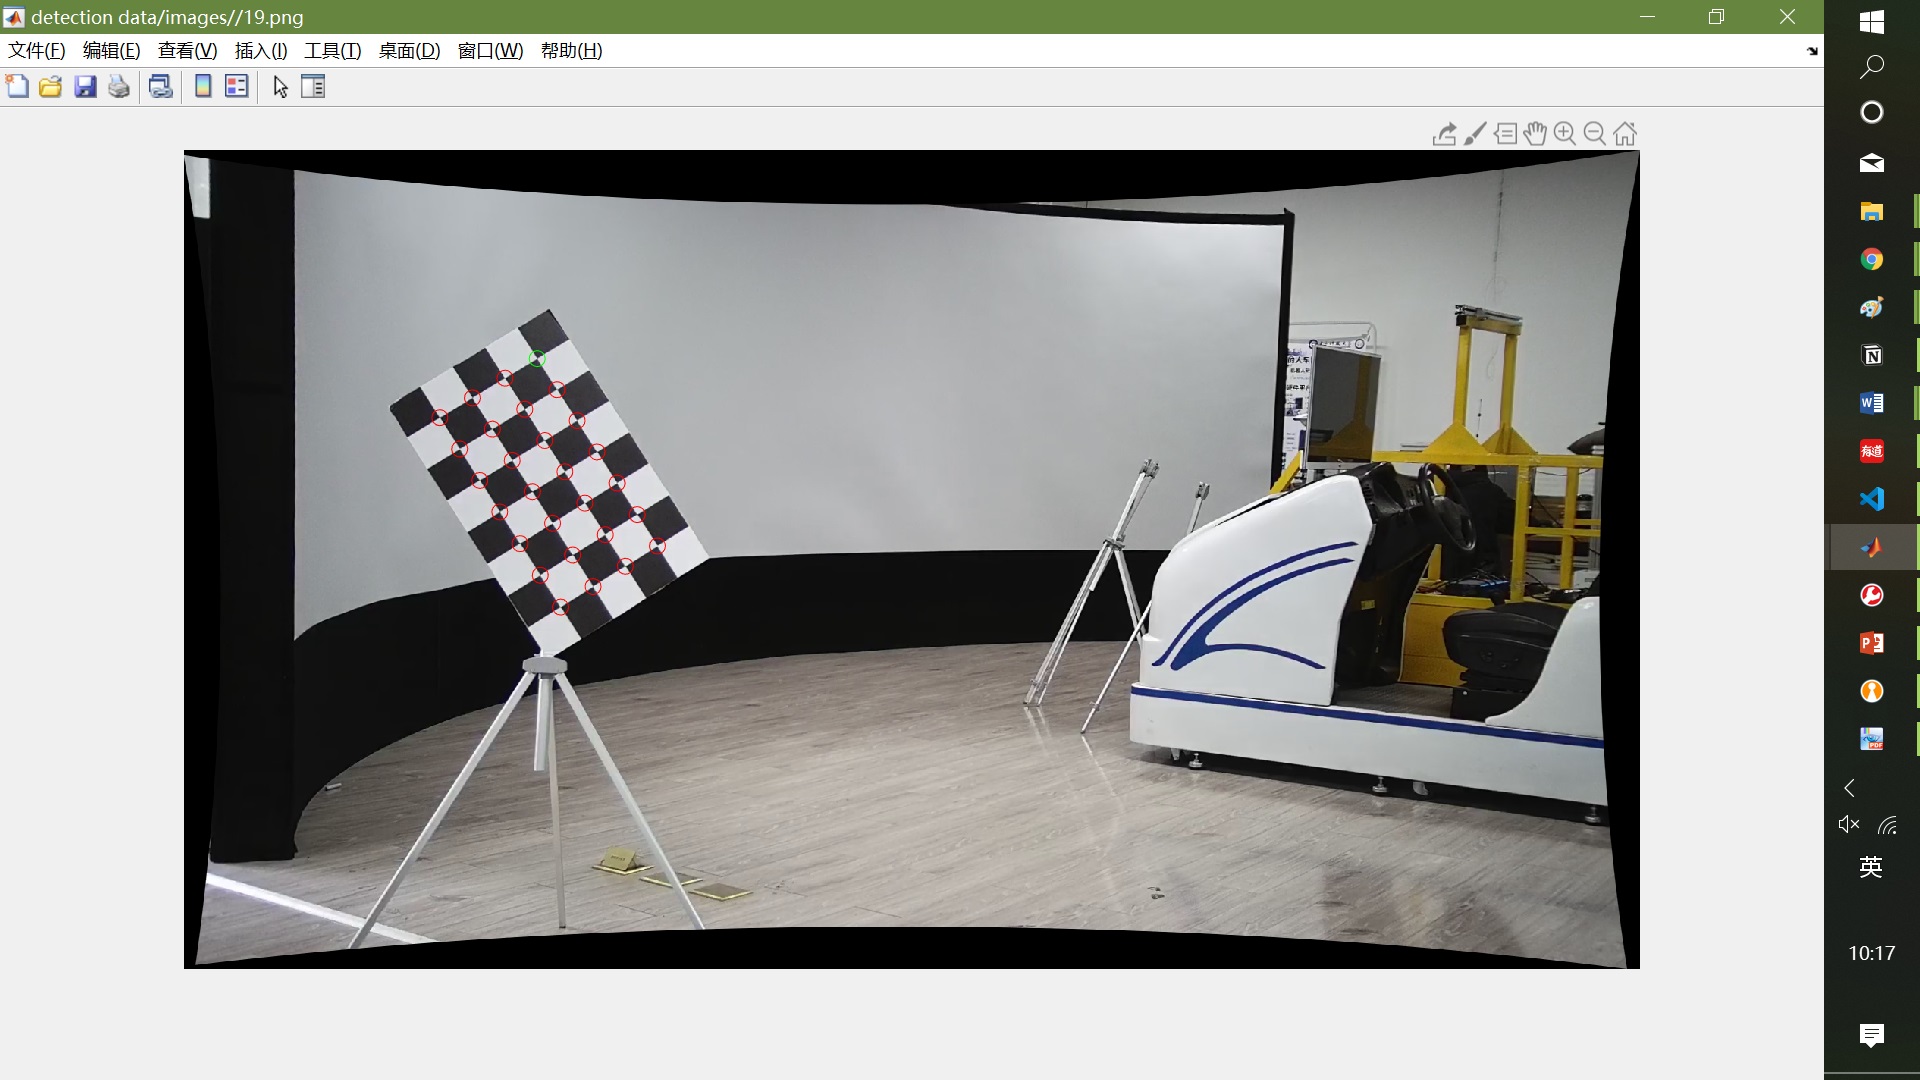 detection data/images//19.png
文件(F) 编辑(E) 查看(V) 插入(I) 工具(T) 桌面(D) 窗口(W) 帮助(H)
英
10:17